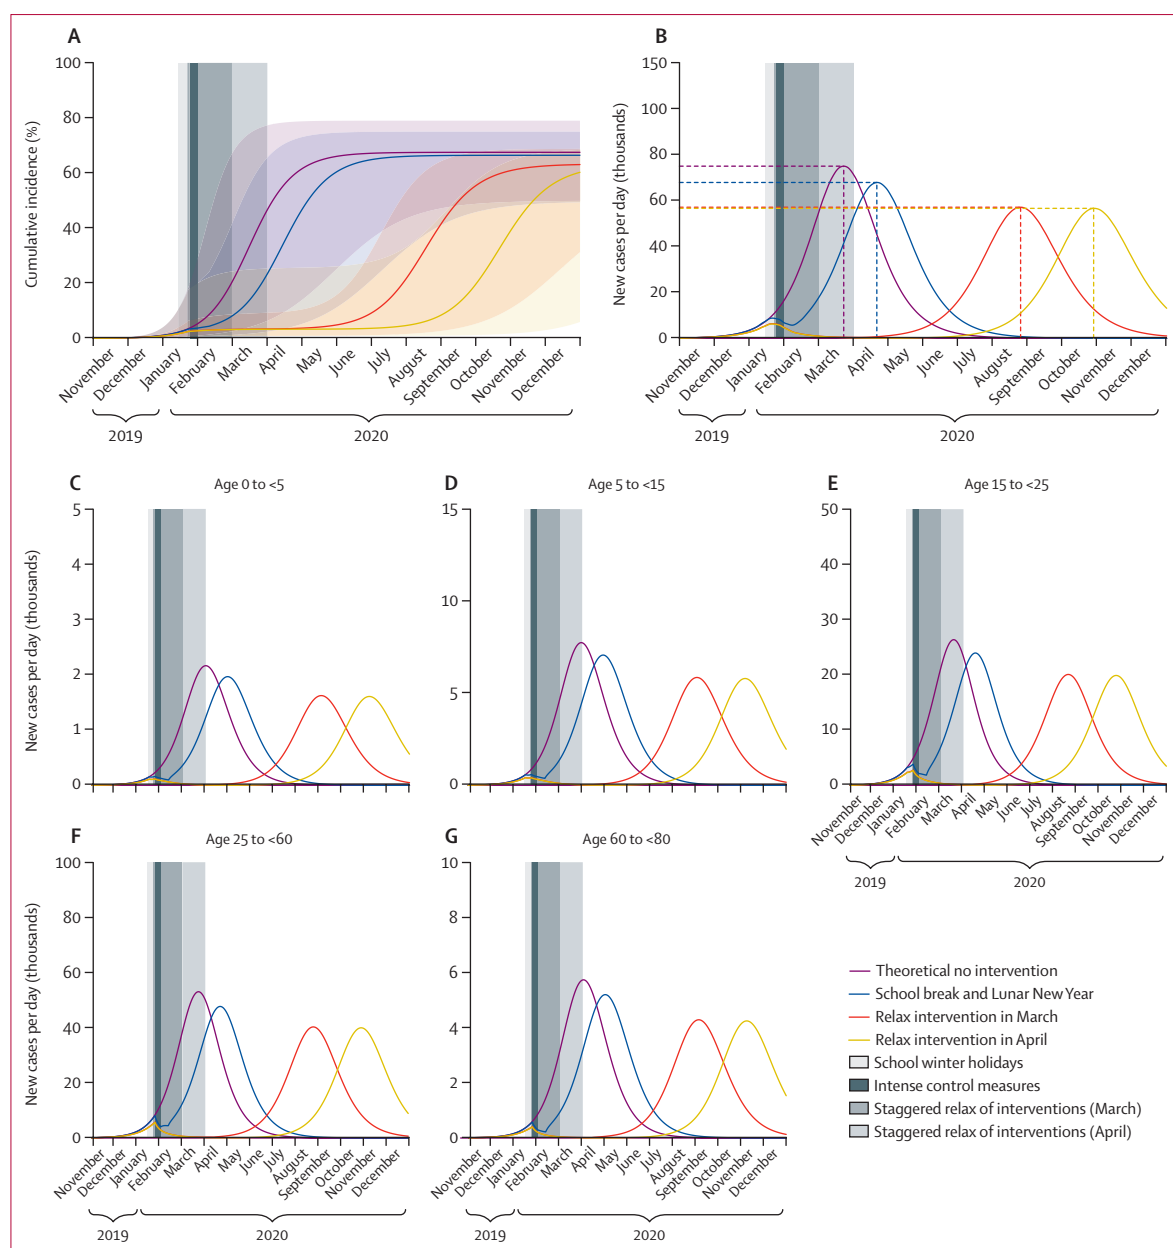 A
Cumulative incidence (%)
100
80
60
40
20
0
November
December
January
February
March
April
May
June
July
August
September
October
November
December
2019
2020
B
New cases per day (thousands)
150
100
80
60
40
20
0
November
December
January
February
March
April
May
June
July
August
September
October
November
December
2019
2020
C
Age 0 to <5
New cases per day (thousands)
5
4
3
2
1
0
D
Age 5 to <15
15
10
5
0
E
Age 15 to <25
50
40
30
20
10
0
November
December
January
February
March
April
May
June
July
August
September
October
November
December
2019
2020
F
Age 25 to <60
New cases per day (thousands)
100
80
60
40
20
0
November
December
January
February
March
April
May
June
July
August
September
October
November
December
2019
2020
G
Age 60 to <80
10
8
6
4
2
0
November
December
January
February
March
April
May
June
July
August
September
October
November
December
2019
2020
Theoretical no intervention
School break and Lunar New Year
Relax intervention in March
Relax intervention in April
School winter holidays
Intense control measures
Staggered relax of interventions (March)
Staggered relax of interventions (April)